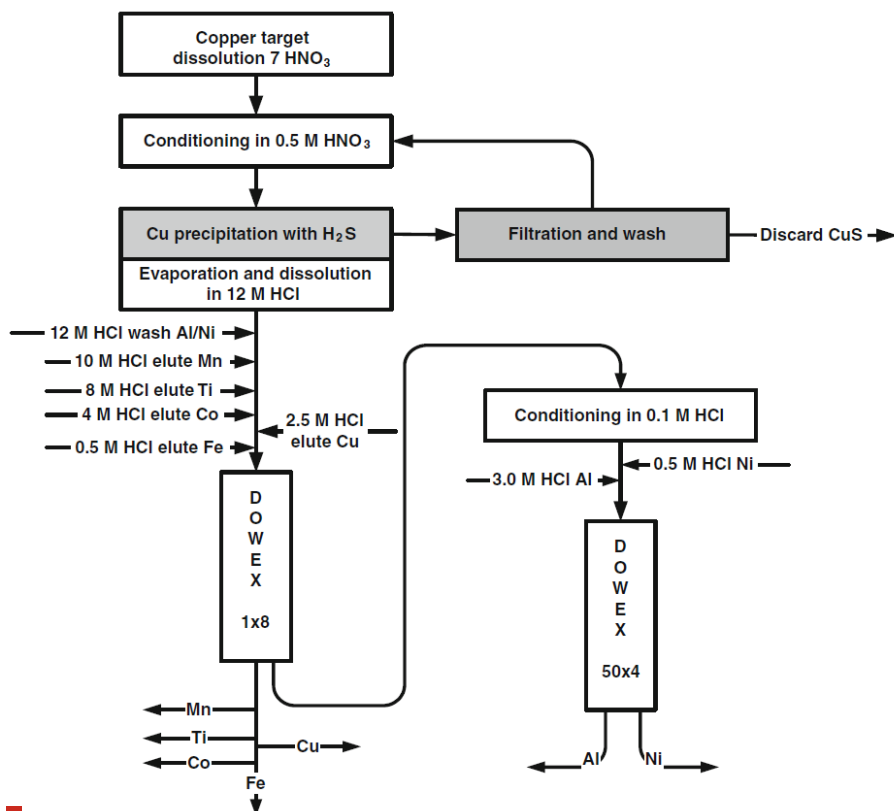 Copper target
dissolution 7 HNO₃
Conditioning in 0.5 M HNO₃
Cu precipitation with H₂S
Filtration and wash
Discard CuS
Evaporation and dissolution
in 12 M HCl
12 M HCl wash Al/Ni
10 M HCl elute Mn
8 M HCl elute Ti
4 M HCl elute Co
2.5 M HCl
elute Cu
0.5 M HCl elute Fe
Conditioning in 0.1 M HCl
0.5 M HCl Ni
3.0 M HCl Al
D
O
W
E
X
1x8
D
O
W
E
X
50x4
Mn
Ti
Cu
Co
Fe
Al
Ni